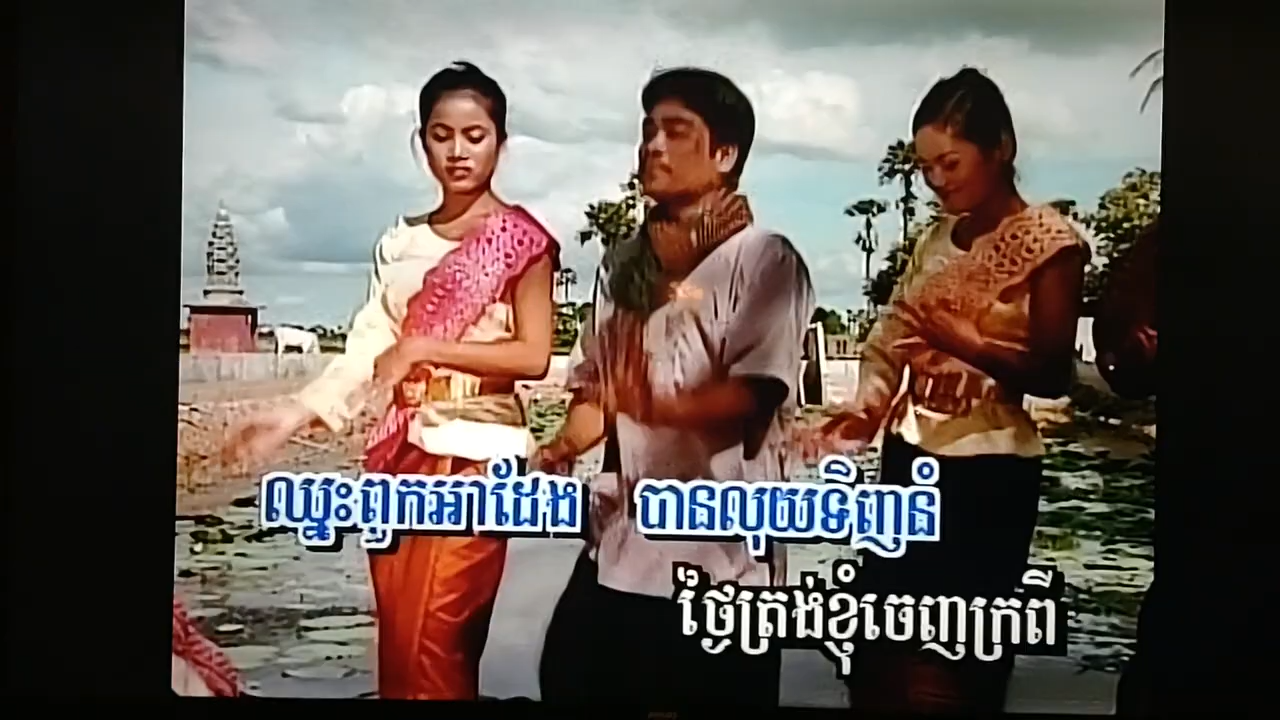 ឈ្នះពួកអាដែង បានលុយទិញនំ
ថ្ងៃត្រង់ខ្ញុំចេញក្រពី